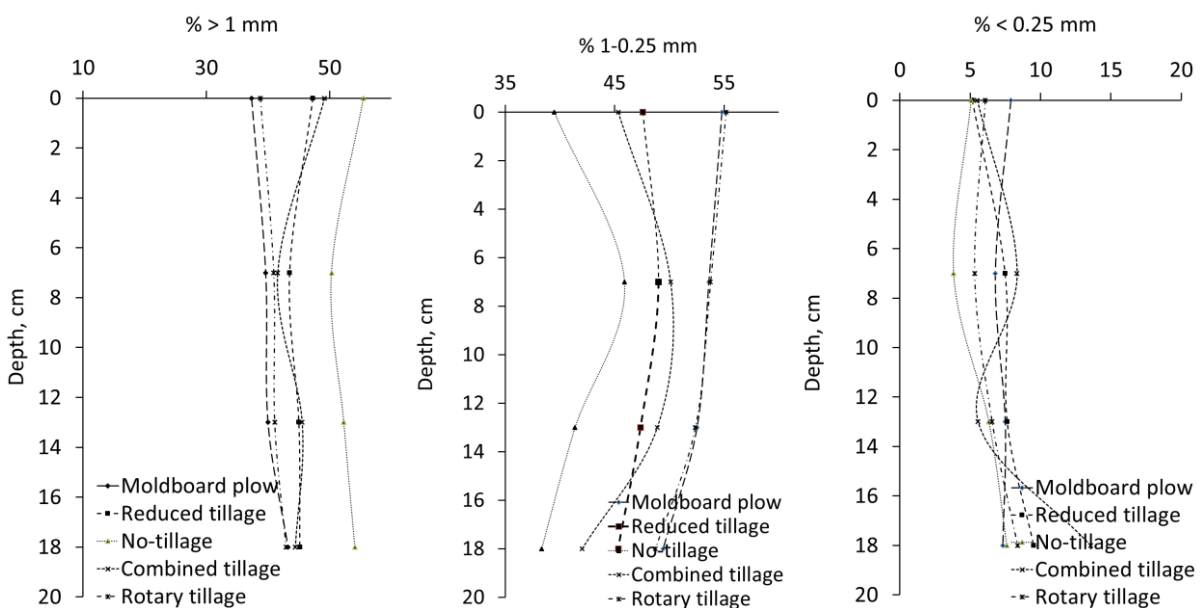 % > 1 mm
10 30 50
0
2
4
6
8
10
12
14
16
18
20
Depth, cm
Moldboard plow
Reduced tillage
No-tillage
Combined tillage
Rotary tillage
% 1-0.25 mm
35 45 55
0
2
4
6
8
10
12
14
16
18
20
Depth, cm
Moldboard plow
Reduced tillage
No-tillage
Combined tillage
Rotary tillage
% < 0.25 mm
0 5 10 15 20
0
2
4
6
8
10
12
14
16
18
20
Depth, cm
Moldboard plow
Reduced tillage
No-tillage
Combined tillage
Rotary tillage